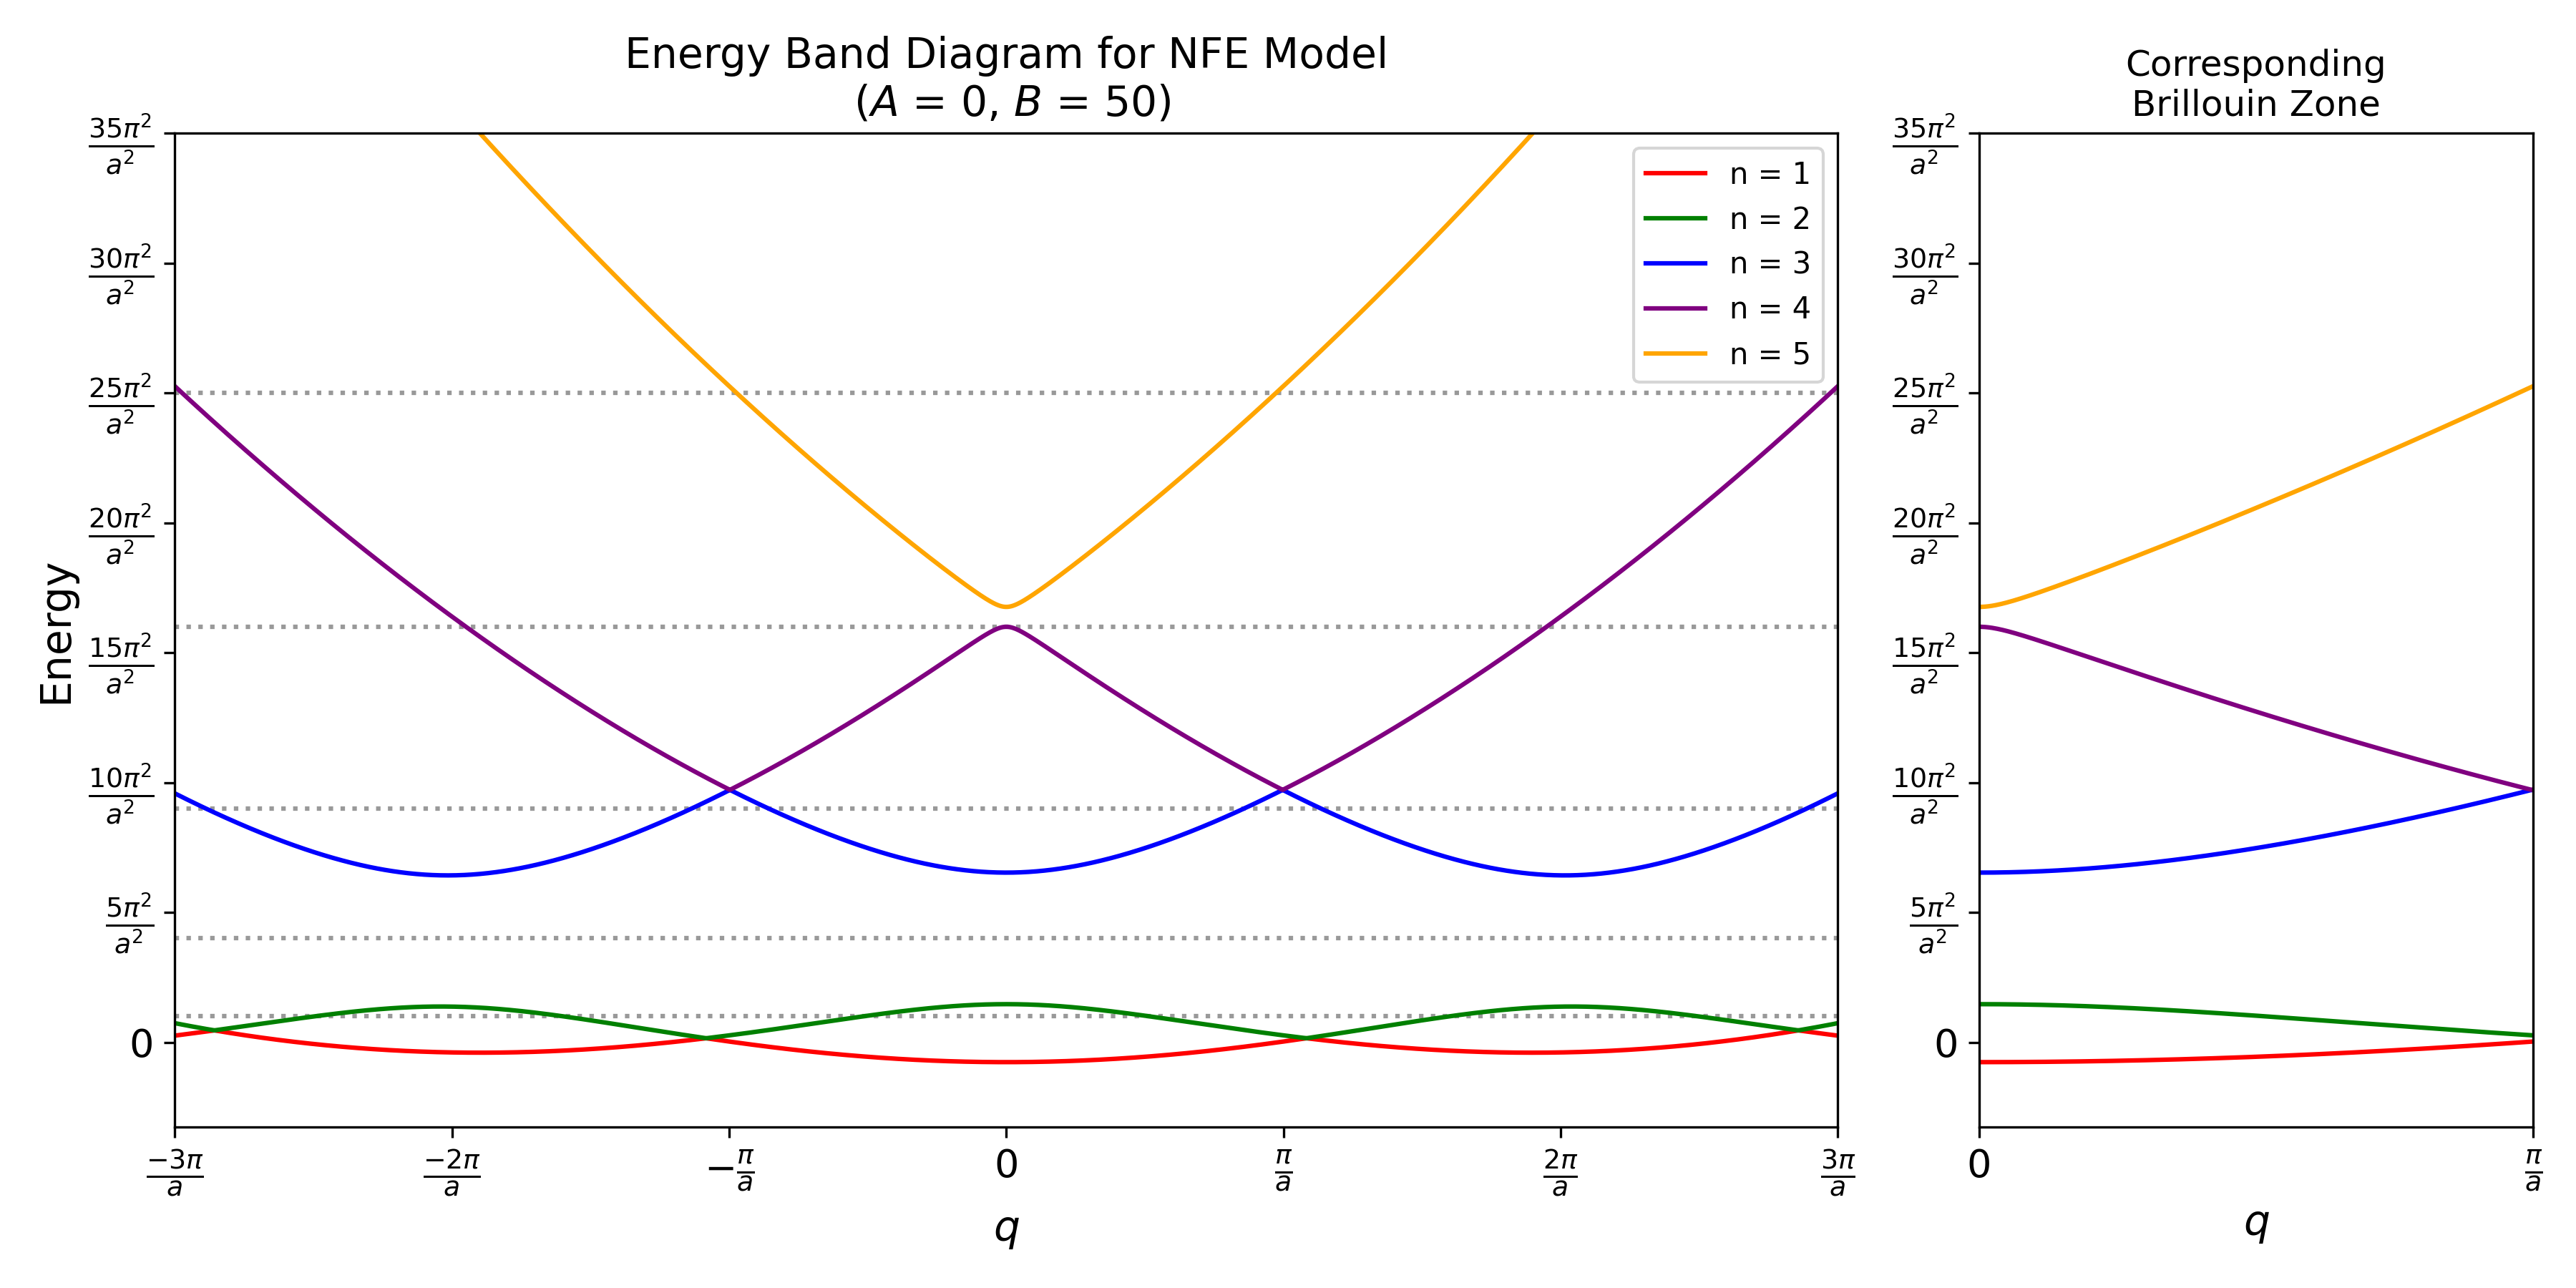 Energy Band Diagram for NFE Model
(A = 0, B = 50)
Energy
35π²/a²
30π²/a²
25π²/a²
20π²/a²
15π²/a²
10π²/a²
5π²/a²
0
−3π/a −2π/a −π/a 0 π/a 2π/a 3π/a
q
n = 1
n = 2
n = 3
n = 4
n = 5
Corresponding
Brillouin Zone
35π²/a²
30π²/a²
25π²/a²
20π²/a²
15π²/a²
10π²/a²
5π²/a²
0
0 π/a
q